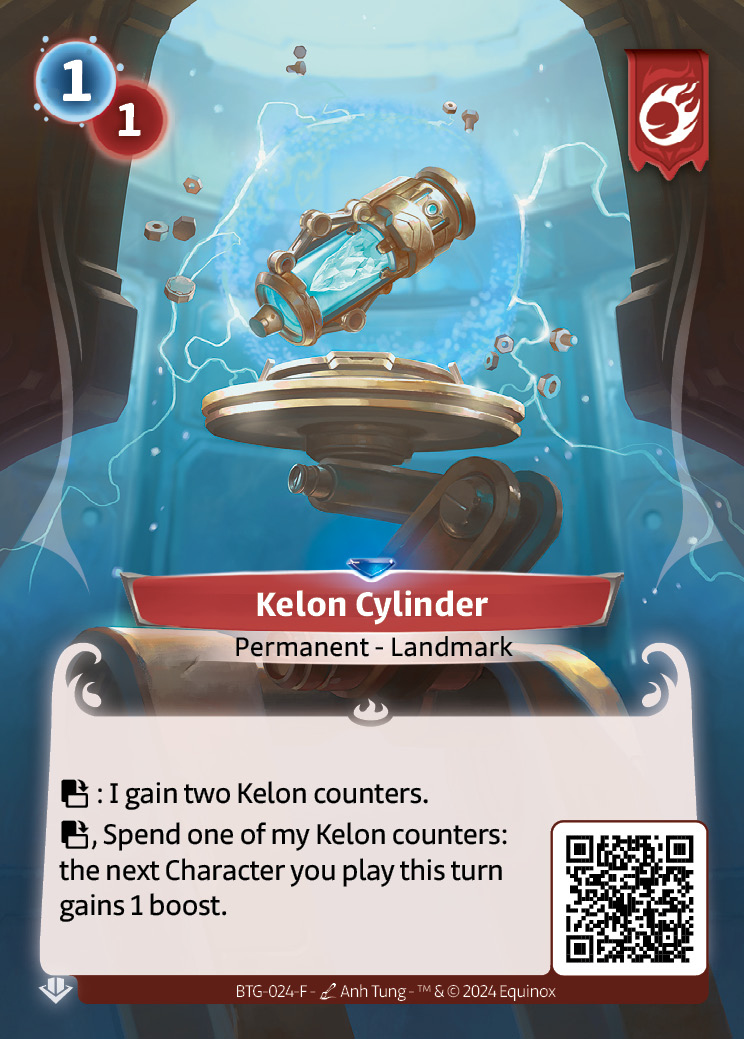 1
1
Kelon Cylinder
Permanent - Landmark
: I gain two Kelon counters.
, Spend one of my Kelon counters:
the next Character you play this turn
gains 1 boost.
BTG-024-F - Anh Tung - ™ & © 2024 Equinox